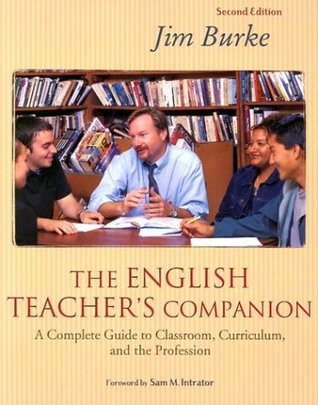 Second Edition
Jim Burke
THE ENGLISH
TEACHER'S COMPANION
A Complete Guide to Classroom, Curriculum,
and the Profession
Foreword by Sam M. Intrator